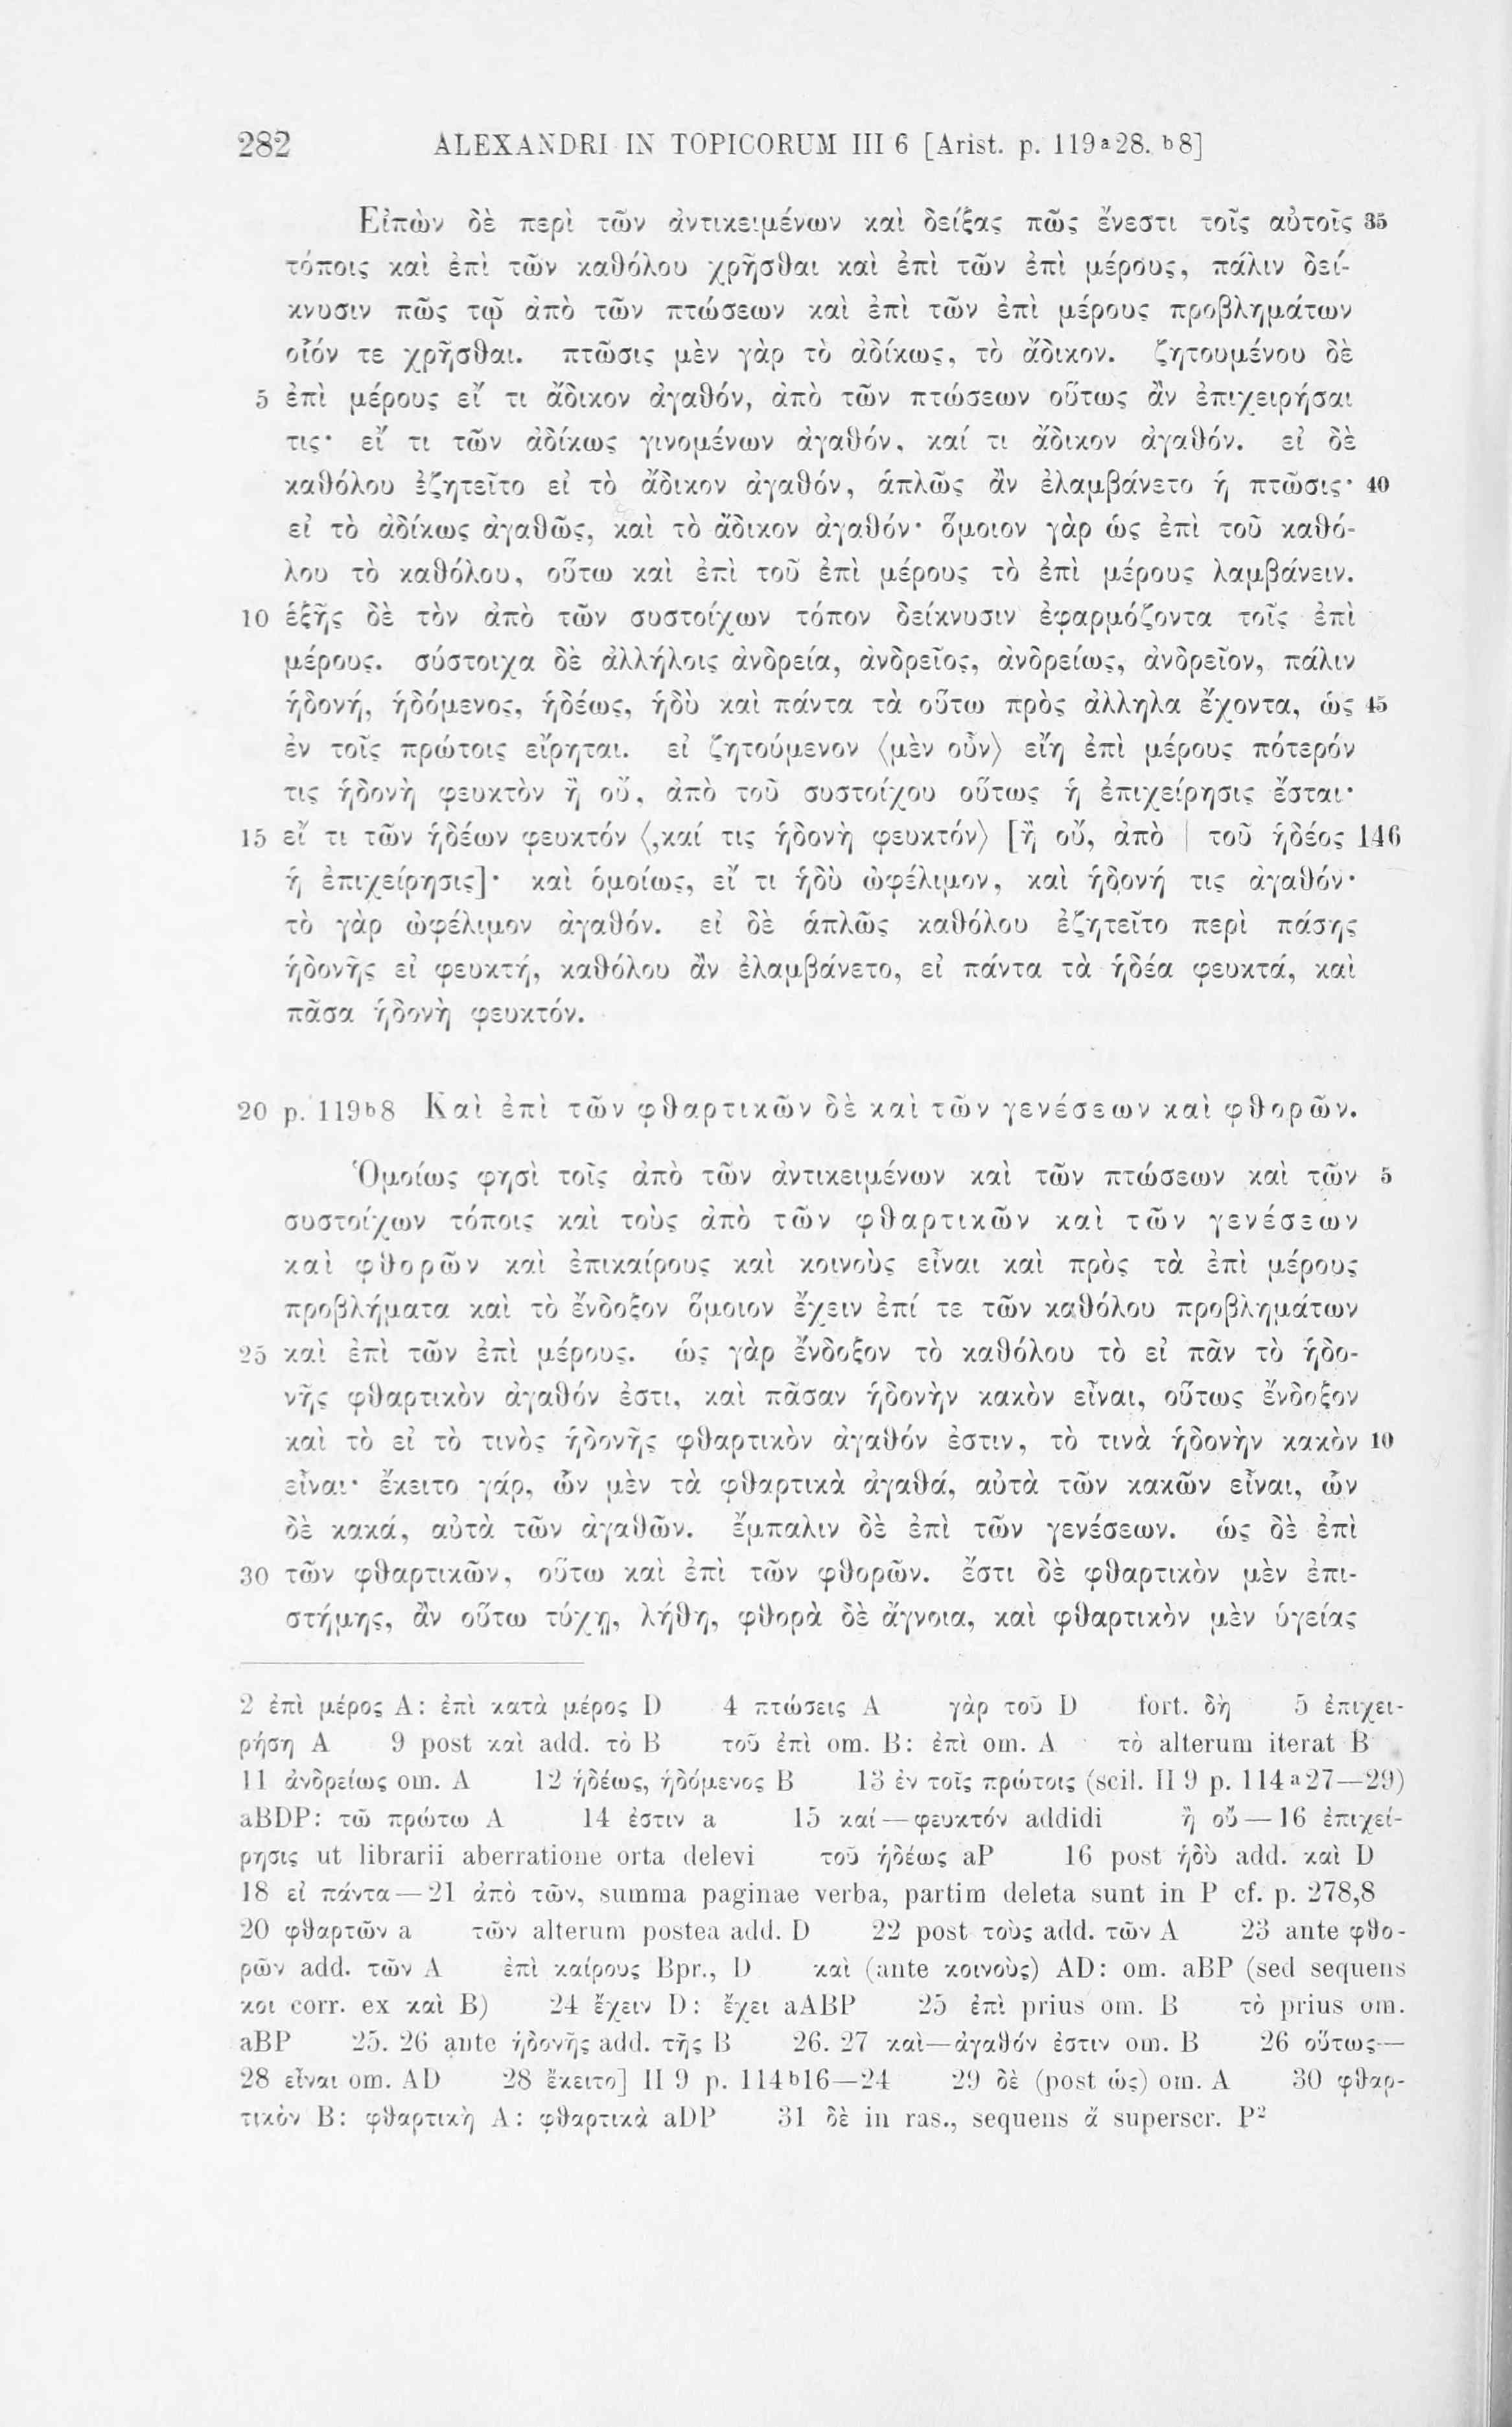 282 ALEXANDRI IN TOPICORUM III 6 [Arist. p. 119a28. b8]
Εἰπὼν δὲ περὶ τῶν ἀντικειμένων καὶ δείξας πῶς ἔνεστι τοῖς αὐτοῖς 35
τόποις καὶ ἐπὶ τῶν καθόλου χρῆσθαι καὶ ἐπὶ τῶν ἐπὶ μέρους, πάλιν δεί-
κνυσιν πῶς τῷ ἀπὸ τῶν πτώσεων καὶ ἐπὶ τῶν ἐπὶ μέρους προβλημάτων
οἷόν τε χρῆσθαι. πτῶσις μὲν γὰρ τὸ ἀδίκως, τὸ ἄδικον. ζητουμένου δὲ
5 ἐπὶ μέρους εἴ τι ἄδικον ἀγαθόν, ἀπὸ τῶν πτώσεων οὕτως ἂν ἐπιχειρήσαι
τις· εἴ τι τῶν ἀδίκως γινομένων ἀγαθόν, καί τι ἄδικον ἀγαθόν. εἰ δὲ
καθόλου ἐζητεῖτο εἰ τὸ ἄδικον ἀγαθόν, ἁπλῶς ἂν ἐλαμβάνετο ἡ πτῶσις· 40
εἰ τὸ ἀδίκως ἀγαθῶς, καὶ τὸ ἄδικον ἀγαθόν· ὅμοιον γὰρ ὡς ἐπὶ τοῦ καθό-
λου τὸ καθόλου, οὕτω καὶ ἐπὶ τοῦ ἐπὶ μέρους τὸ ἐπὶ μέρους λαμβάνειν.
10 ἑξῆς δὲ τὸν ἀπὸ τῶν συστοίχων τόπον δείκνυσιν ἐφαρμόζοντα τοῖς ἐπὶ
μέρους. σύστοιχα δὲ ἀλλήλοις ἀνδρεία, ἀνδρεῖος, ἀνδρείως, ἀνδρεῖον, πάλιν
ἡδονή, ἡδόμενος, ἡδέως, ἡδὺ καὶ πάντα τὰ οὕτω πρὸς ἄλληλα ἔχοντα, ὡς 45
ἐν τοῖς πρώτοις εἴρηται. εἰ ζητούμενον ⟨μὲν οὖν⟩ εἴη ἐπὶ μέρους πότερόν
τις ἡδονὴ φευκτὸν ἢ οὔ, ἀπὸ τοῦ συστοίχου οὕτως ἡ ἐπιχείρησις ἔσται·
15 εἴ τι τῶν ἡδέων φευκτόν ⟨, καί τις ἡδονὴ φευκτόν⟩ [ἢ οὔ, ἀπὸ | τοῦ ἡδέος 146
ἡ ἐπιχείρησις]· καὶ ὁμοίως, εἴ τι ἡδὺ ὠφέλιμον, καὶ ἡδονή τις ἀγαθόν·
τὸ γὰρ ὠφέλιμον ἀγαθόν. εἰ δὲ ἁπλῶς καθόλου ἐζητεῖτο περὶ πάσης
ἡδονῆς εἰ φευκτή, καθόλου ἂν ἐλαμβάνετο, εἰ πάντα τὰ ἡδέα φευκτά, καὶ
πᾶσα ἡδονὴ φευκτόν.
20 p. 119b8 Καὶ ἐπὶ τῶν φθαρτικῶν δὲ καὶ τῶν γενέσεων καὶ φθορῶν.
Ὁμοίως φησὶ τοῖς ἀπὸ τῶν ἀντικειμένων καὶ τῶν πτώσεων καὶ τῶν 5
συστοίχων τόποις καὶ τοὺς ἀπὸ τῶν φθαρτικῶν καὶ τῶν γενέσεων
καὶ φθορῶν καὶ ἐπικαίρους καὶ κοινοὺς εἶναι καὶ πρὸς τὰ ἐπὶ μέρους
προβλήματα καὶ τὸ ἔνδοξον ὅμοιον ἔχειν ἐπί τε τῶν καθόλου προβλημάτων
25 καὶ ἐπὶ τῶν ἐπὶ μέρους. ὡς γὰρ ἔνδοξον τὸ καθόλου τὸ εἰ πᾶν τὸ ἡδο-
νῆς φθαρτικὸν ἀγαθόν ἐστι, καὶ πᾶσαν ἡδονὴν κακὸν εἶναι, οὕτως ἔνδοξον
καὶ τὸ εἰ τὸ τινὸς ἡδονῆς φθαρτικὸν ἀγαθόν ἐστιν, τὸ τινὰ ἡδονὴν κακὸν 10
εἶναι· ἔκειτο γάρ, ὧν μὲν τὰ φθαρτικὰ ἀγαθά, αὐτὰ τῶν κακῶν εἶναι, ὧν
δὲ κακά, αὐτὰ τῶν ἀγαθῶν. ἔμπαλιν δὲ ἐπὶ τῶν γενέσεων. ὡς δὲ ἐπὶ
30 τῶν φθαρτικῶν, οὕτω καὶ ἐπὶ τῶν φθορῶν. ἔστι δὲ φθαρτικὸν μὲν ἐπι-
στήμης, ἂν οὕτω τύχῃ, λήθη, φθορὰ δὲ ἄγνοια, καὶ φθαρτικὸν μὲν ὑγείας
2 ἐπὶ μέρος A: ἐπὶ κατὰ μέρος D 4 πτώσεις A γὰρ τοῦ D fort. δὴ 5 ἐπιχει-
ρήση A 9 post καὶ add. τὸ B τοῦ ἐπὶ om. B: ἐπὶ om. A τὸ alterum iterat B
11 ἀνδρείως om. A 12 ἡδέως, ἡδόμενος B 13 ἐν τοῖς πρώτοις (scil. II 9 p. 114a27—29)
aBDP: τῶ πρώτω A 14 ἐστιν a 15 καί — φευκτόν addidi ἢ οὔ — 16 ἐπιχεί-
ρησις ut librarii aberratione orta delevi τοῦ ἡδέως aP 16 post ἡδὺ add. καὶ D
18 εἰ πάντα — 21 ἀπὸ τῶν, summa paginae verba, partim deleta sunt in P cf. p. 278,8
20 φθαρτῶν a τῶν alterum postea add. D 22 post τοὺς add. τῶν A 23 ante φθο-
ρῶν add. τῶν A ἐπὶ καίρους Bpr., D καὶ (ante κοινοὺς) AD: om. aBP (sed sequens
κοι corr. ex καὶ B) 24 ἔχειν D: ἔχει aABP 25 ἐπὶ prius om. B τὸ prius om.
aBP 25. 26 ante ἡδονῆς add. τῆς B 26. 27 καὶ—ἀγαθόν ἐστιν om. B 26 οὕτως—
28 εἶναι om. AD 28 ἔκειτο] II 9 p. 114b16—24 29 δὲ (post ὡς) om. A 30 φθαρ-
τικὸν B: φθαρτικὴ A: φθαρτικὰ aDP 31 δὲ in ras., sequens ἄ superscr. P2